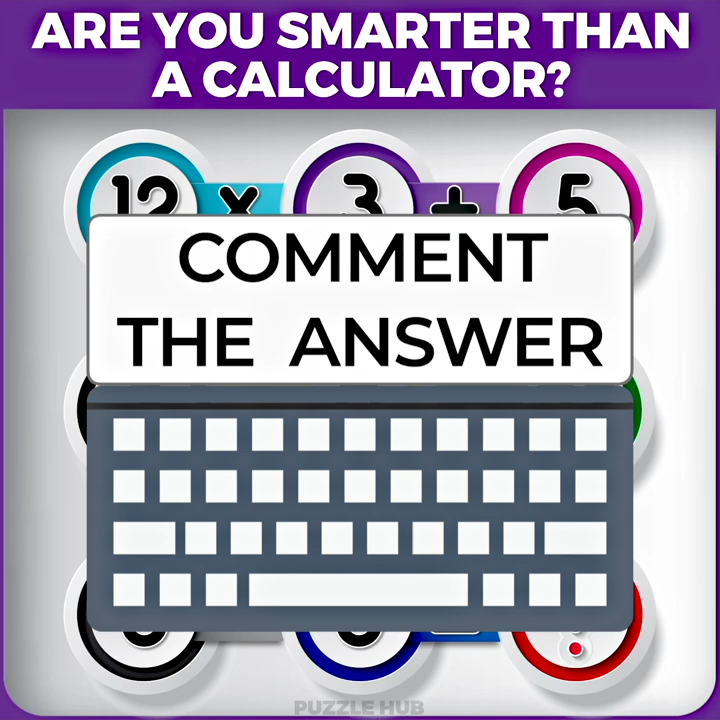 ARE YOU SMARTER THAN
A CALCULATOR?
12 x 3 + 5
COMMENT
THE ANSWER
PUZZLE HUB